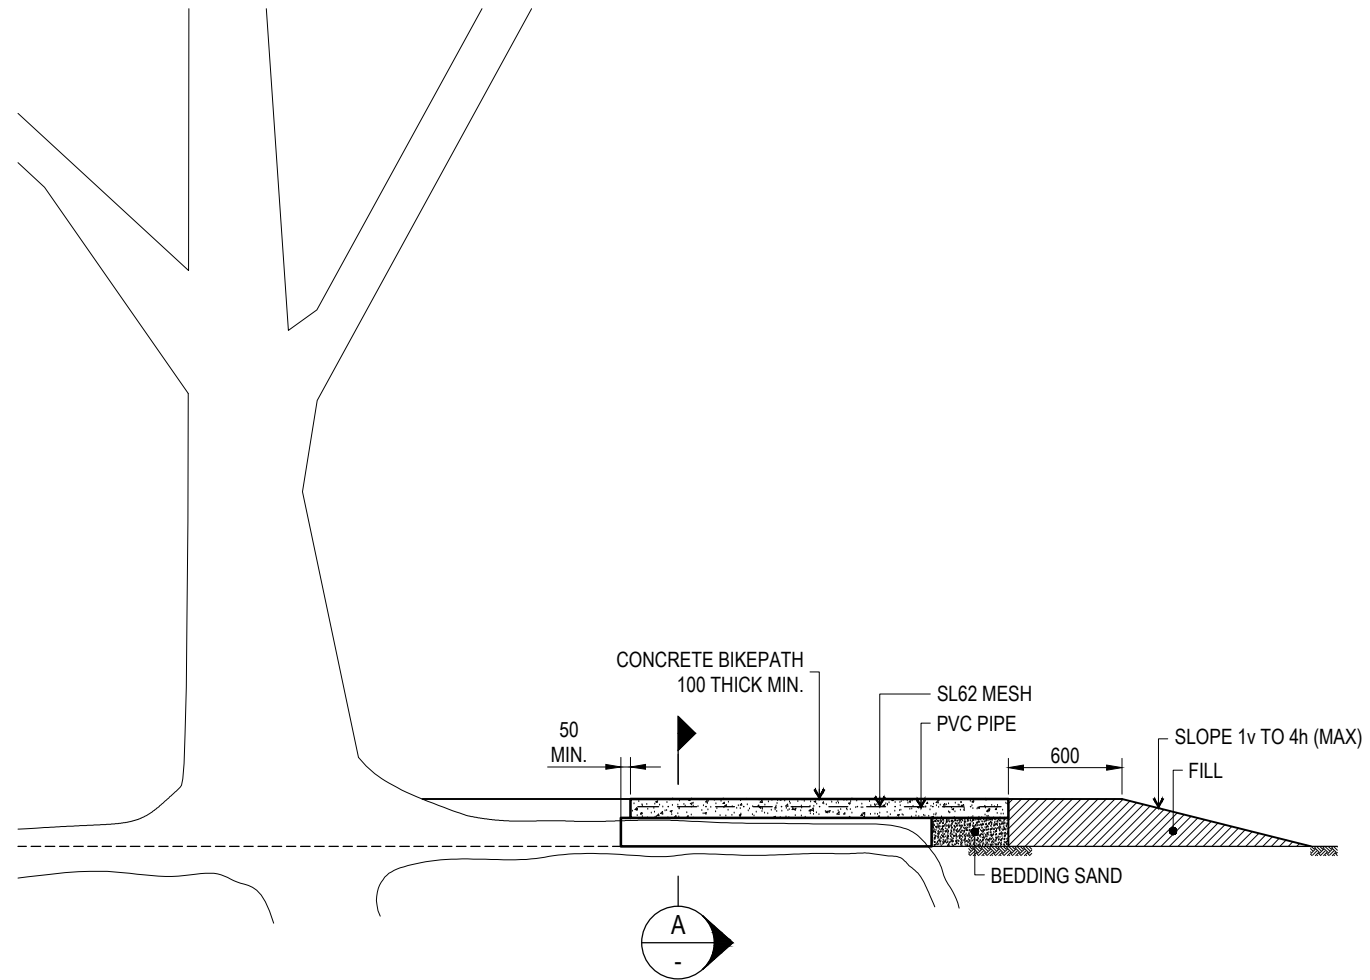 CONCRETE BIKEPATH
100 THICK MIN.
SL62 MESH
PVC PIPE
50
MIN.
600
SLOPE 1v TO 4h (MAX)
FILL
BEDDING SAND
A
-